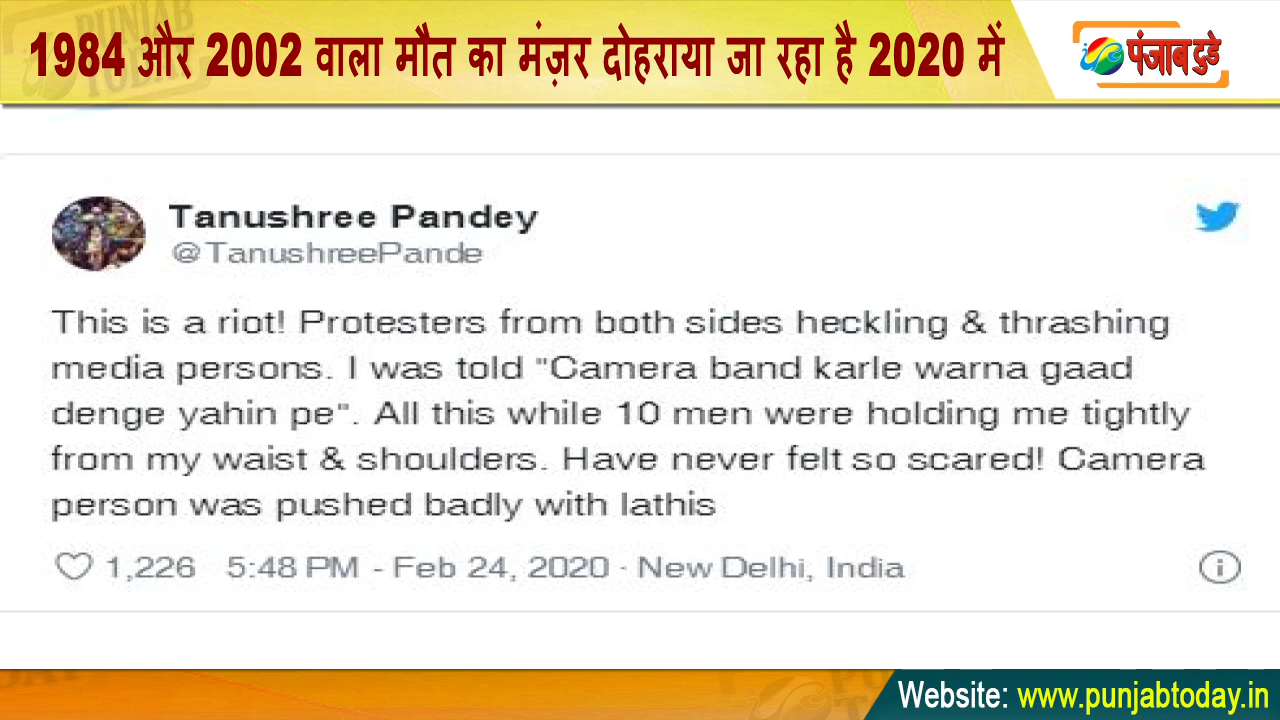 1984 और 2002 वाला मौत का मंज़र दोहराया जा रहा है 2020 में
पंजाब टुडे
Tanushree Pandey
@TanushreePande
This is a riot! Protesters from both sides heckling & thrashing
media persons. I was told "Camera band karle warna gaad
denge yahin pe". All this while 10 men were holding me tightly
from my waist & shoulders. Have never felt so scared! Camera
person was pushed badly with lathis
1,226 5:48 PM - Feb 24, 2020 · New Delhi, India
Website: www.punjabtoday.in